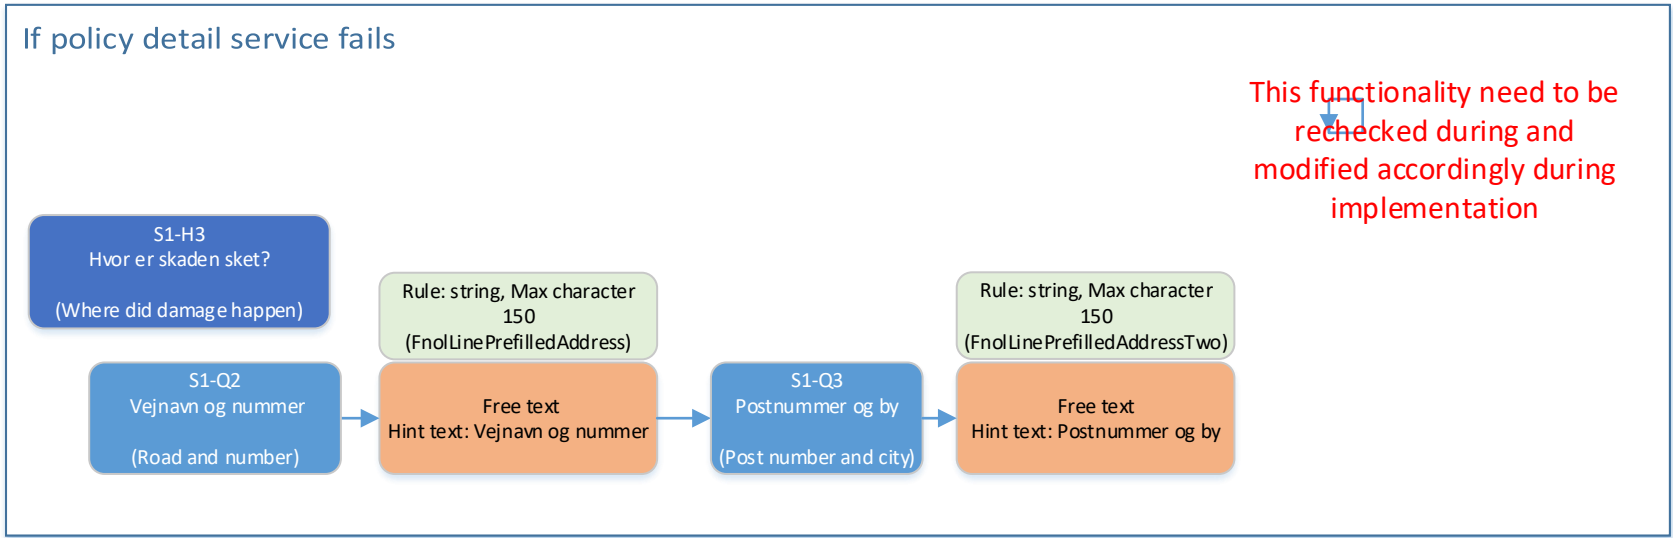 If policy detail service fails
This functionality need to be
rechecked during and
modified accordingly during
implementation
S1-H3
Hvor er skaden sket?
(Where did damage happen)
Rule: string, Max character
150
(FnolLinePrefilledAddress)
Rule: string, Max character
150
(FnolLinePrefilledAddressTwo)
S1-Q2
Vejnavn og nummer
(Road and number)
Free text
Hint text: Vejnavn og nummer
S1-Q3
Postnummer og by
(Post number and city)
Free text
Hint text: Postnummer og by